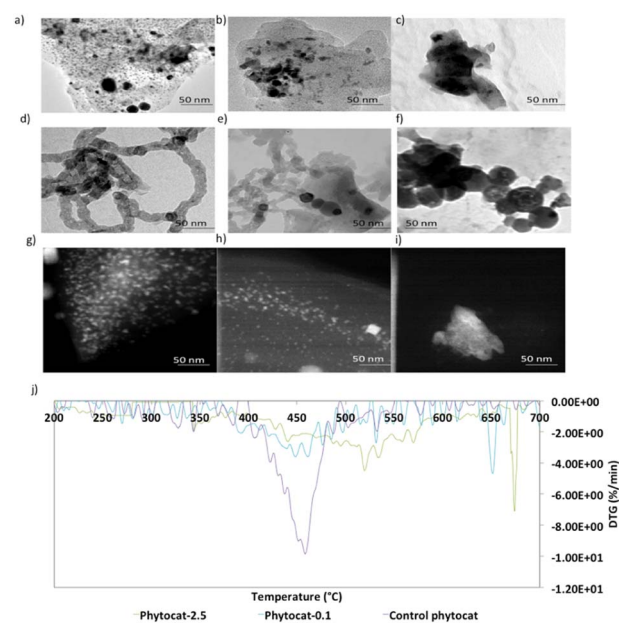 a)
b)
c)
50 nm
50 nm
50 nm
d)
e)
f)
50 nm
50 nm
50 nm
g)
h)
i)
50 nm
50 nm
50 nm
j)
200 250 300 350 400 450 500 550 600 650 700
0.00E+00
-2.00E+00
-4.00E+00
-6.00E+00
-8.00E+00
-1.00E+01
-1.20E+01
DTG (%/min)
Temperature (°C)
Phytocat-2.5 Phytocat-0.1 Control phytocat